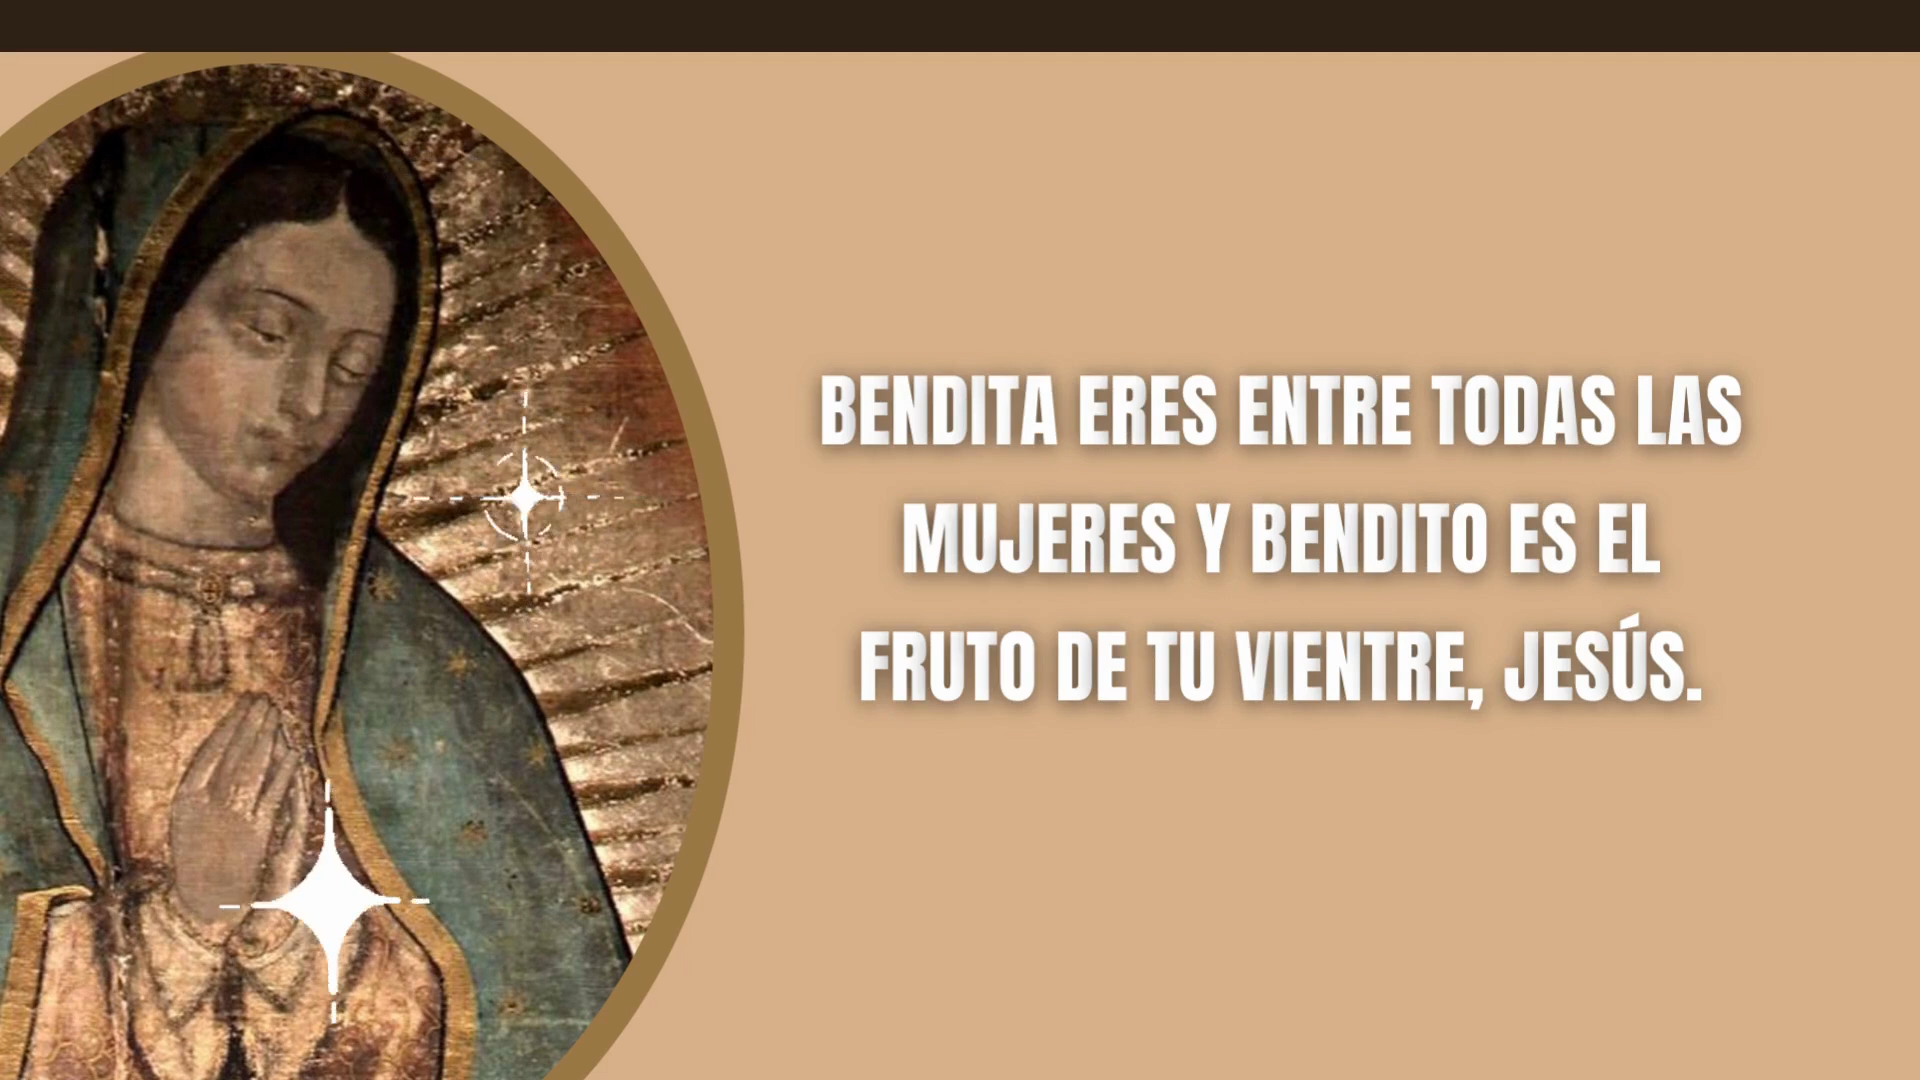 BENDITA ERES ENTRE TODAS LAS
MUJERES Y BENDITO ES EL
FRUTO DE TU VIENTRE, JESÚS.